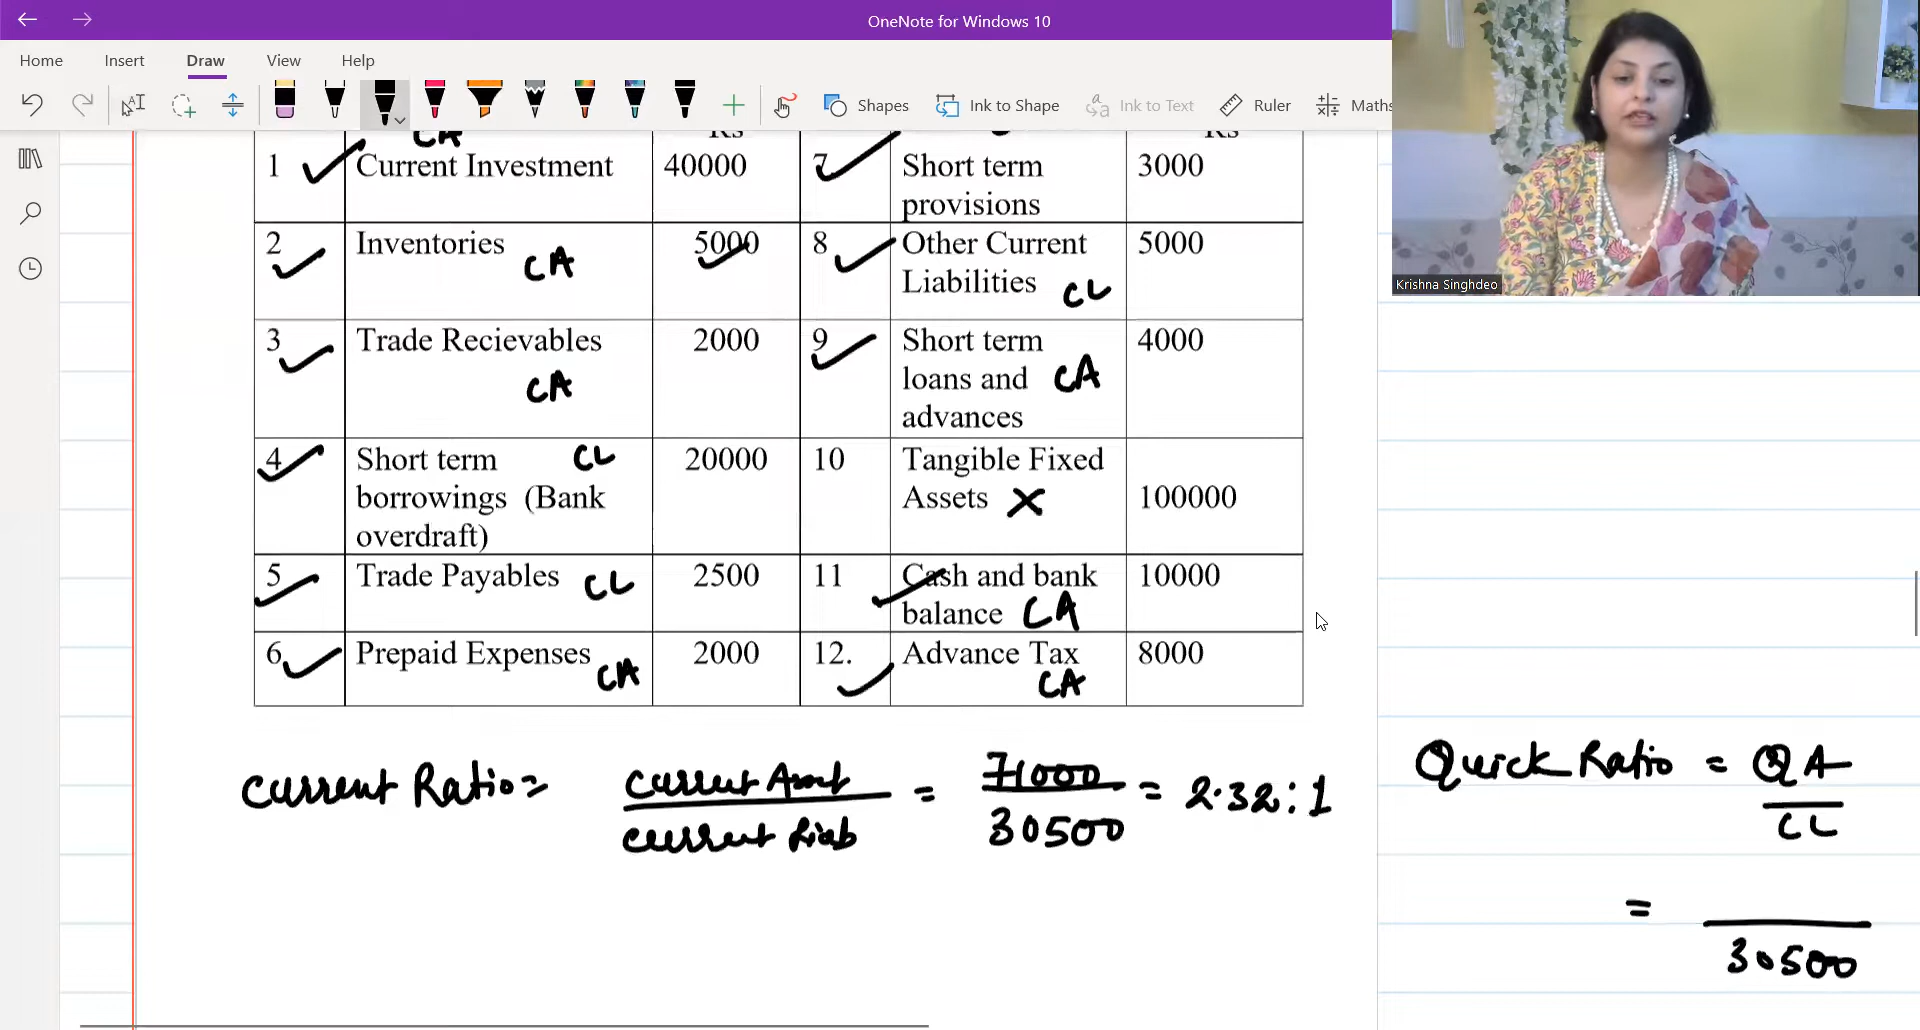 OneNote for Windows 10
Home Insert Draw View Help
Shapes Ink to Shape Ink to Text Ruler Maths
CA Rs Rs
1 Current Investment 40000 7 Short term
provisions 3000
2 Inventories CA 5000 8 Other Current
Liabilities CL 5000
3 Trade Recievables CA 2000 9 Short term
loans and CA
advances 4000
4 Short term CL
borrowings (Bank
overdraft) 20000 10 Tangible Fixed
Assets X 100000
5 Trade Payables CL 2500 11 Cash and bank
balance CA 10000
6 Prepaid Expenses CA 2000 12. Advance Tax
CA 8000
Krishna Singhdeo
Current Ratio = Current Asset / Current Liab = 71000 / 30500 = 2.32:1
Quick Ratio = QA / CL
= 30500